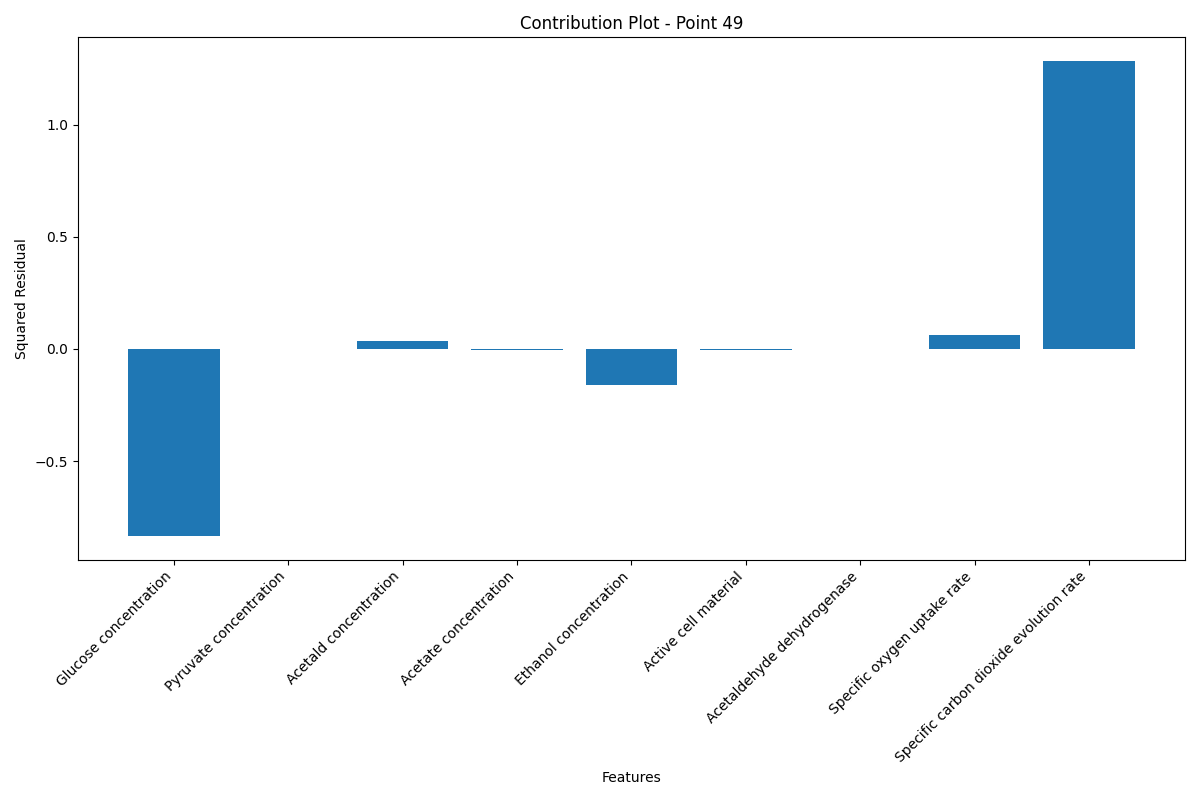 Contribution Plot - Point 49
Squared Residual
1.0
0.5
0.0
−0.5
Glucose concentration
Pyruvate concentration
Acetald concentration
Acetate concentration
Ethanol concentration
Active cell material
Acetaldehyde dehydrogenase
Specific oxygen uptake rate
Specific carbon dioxide evolution rate
Features